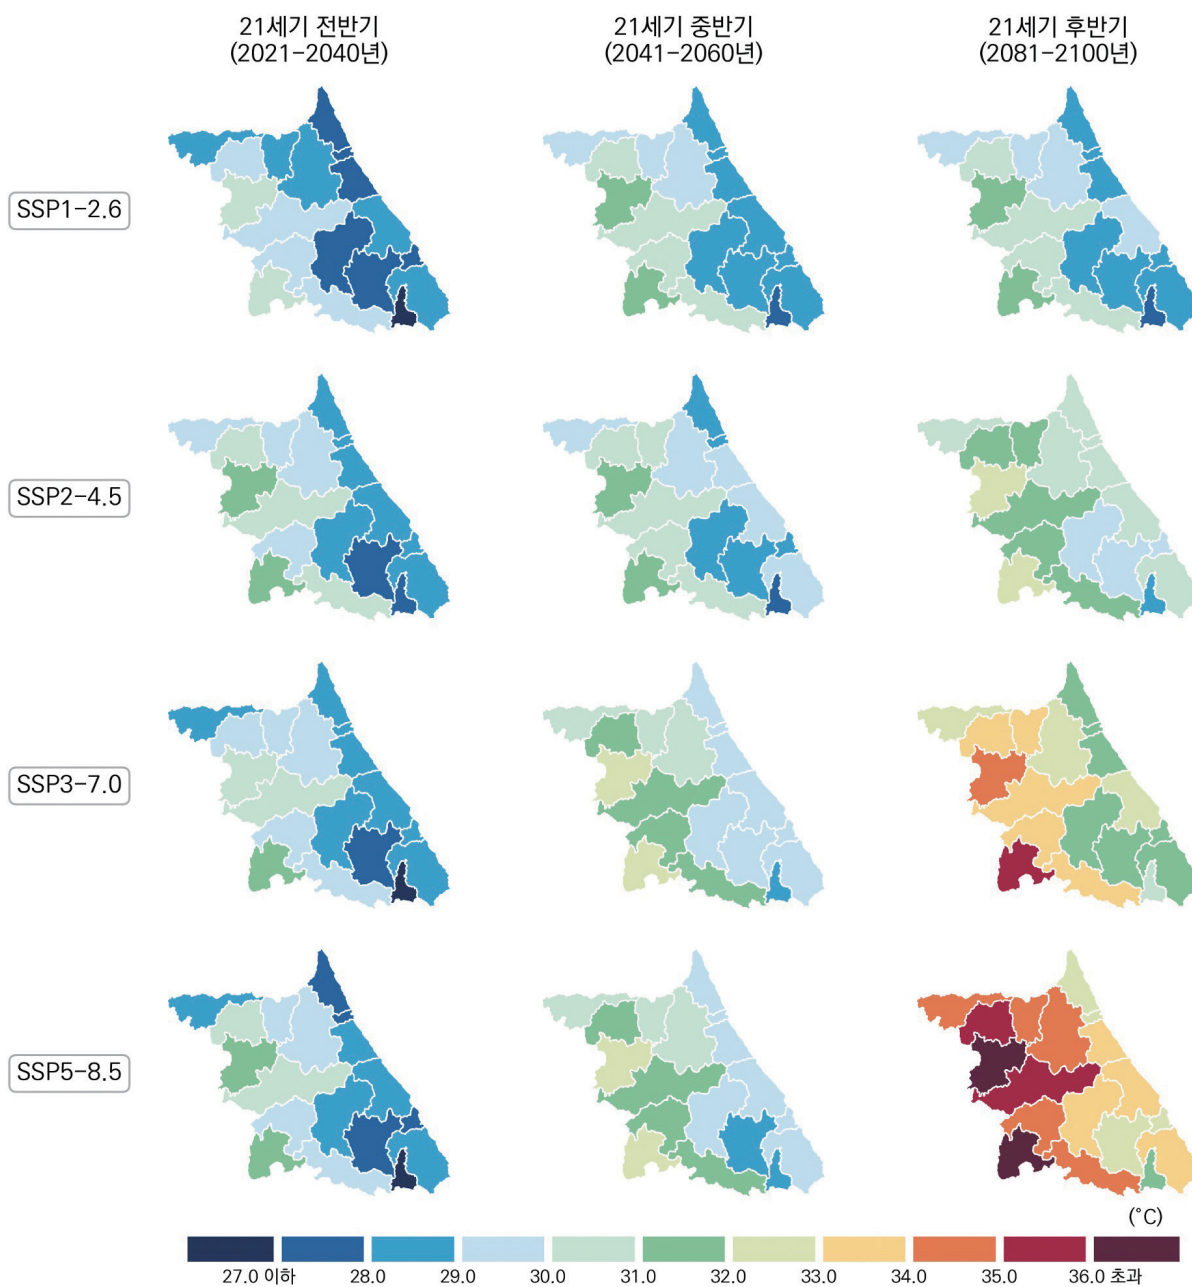 21세기 전반기
(2021-2040년)
21세기 중반기
(2041-2060년)
21세기 후반기
(2081-2100년)
SSP1-2.6
SSP2-4.5
SSP3-7.0
SSP5-8.5
(°C)
27.0 이하 28.0 29.0 30.0 31.0 32.0 33.0 34.0 35.0 36.0 초과